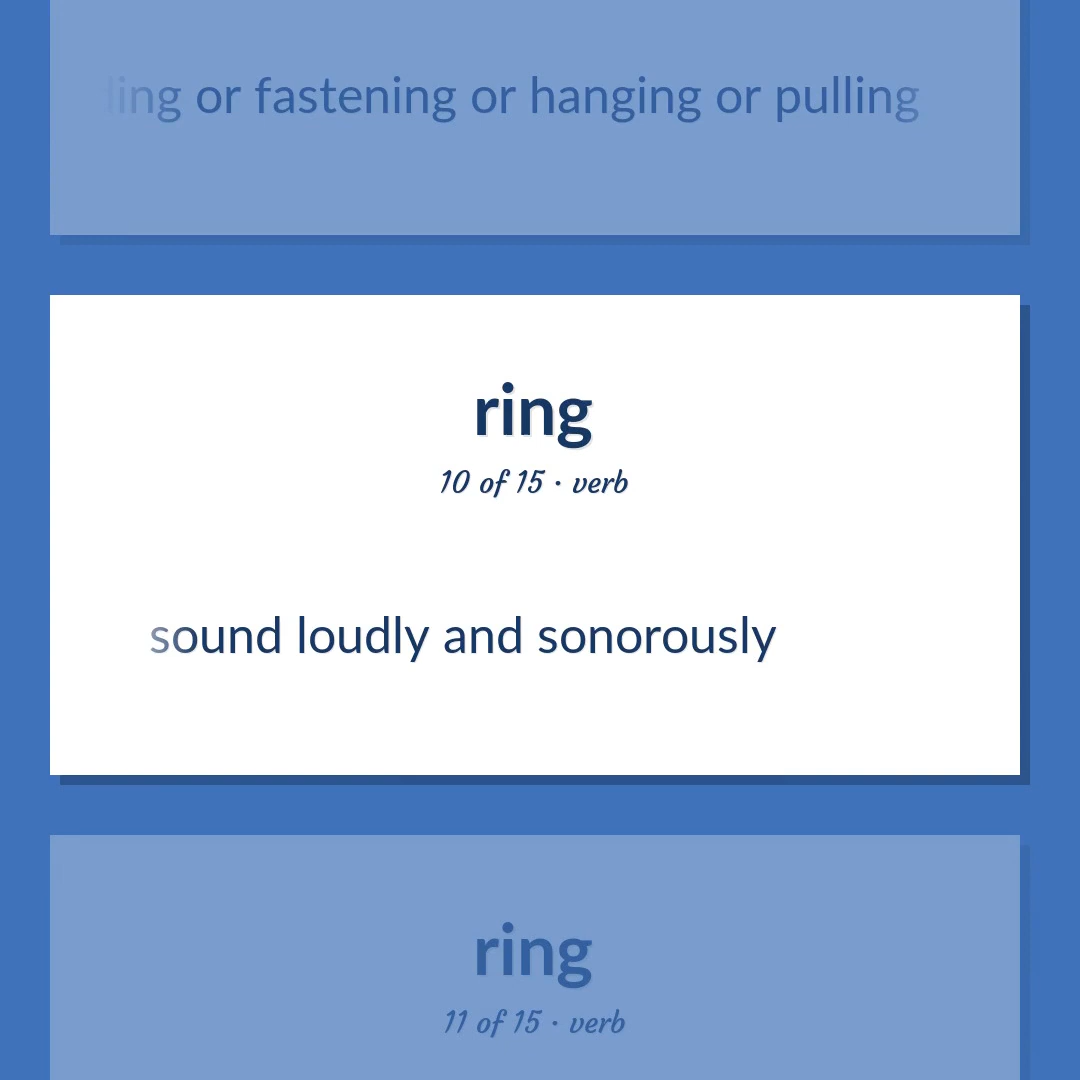 or fastening or hanging or pulling
ring
10 of 15 · verb
sound loudly and sonorously
ring
11 of 15 · verb